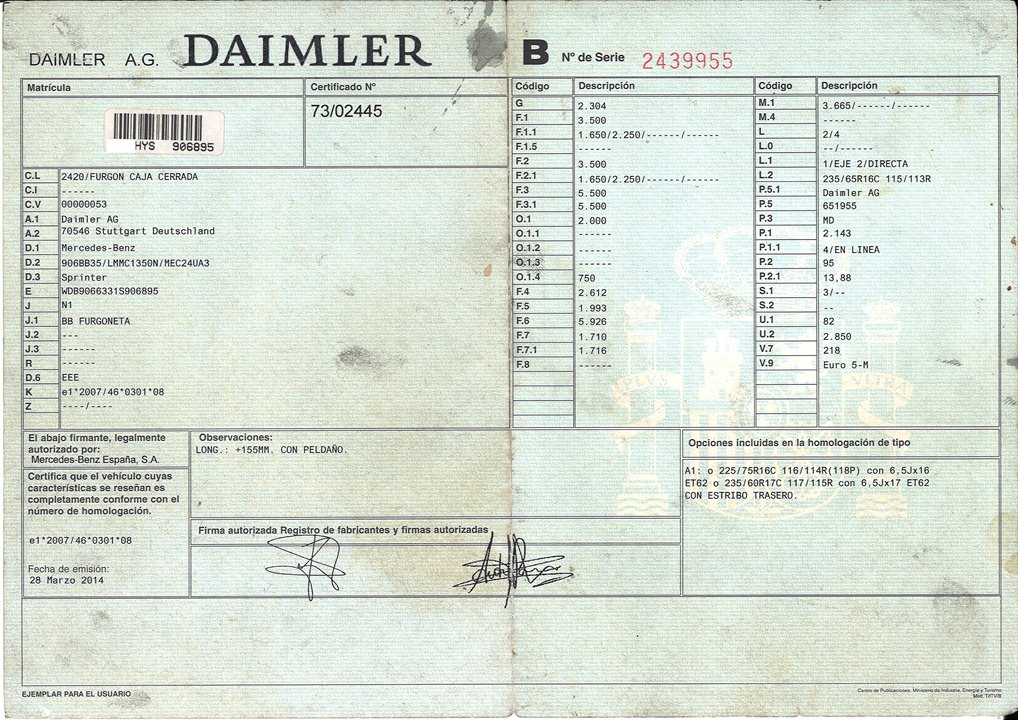 DAIMLER A.G. DAIMLER
B Nº de Serie 2439955
Matrícula
Certificado Nº
HYS 906895
73/02445
C.L 2420/FURGON CAJA CERRADA
C.I ------
C.V 00000053
A.1 Daimler AG
A.2 70546 Stuttgart Deutschland
D.1 Mercedes-Benz
D.2 906BB35/LMMC1350N/MEC24UA3
D.3 Sprinter
E WDB9066331S906895
J N1
J.1 BB FURGONETA
J.2 ---
J.3 ------
R ------
D.6 EEE
K e1*2007/46*0301*08
Z ----/----
Código Descripción
G 2.304
F.1 3.500
F.1.1 1.650/2.250/------/------
F.1.5 ------
F.2 3.500
F.2.1 1.650/2.250/------/------
F.3 5.500
F.3.1 5.500
O.1 2.000
O.1.1 ------
O.1.2 ------
O.1.3 ------
O.1.4 750
F.4 2.612
F.5 1.993
F.6 5.926
F.7 1.710
F.7.1 1.716
F.8 ------
Código Descripción
M.1 3.665/------/------
M.4 ------
L 2/4
L.0 --/------
L.1 1/EJE 2/DIRECTA
L.2 235/65R16C 115/113R
P.5.1 Daimler AG
P.5 651955
P.3 MD
P.1 2.143
P.1.1 4/EN LINEA
P.2 95
P.2.1 13,88
S.1 3/--
S.2 --
U.1 82
U.2 2.850
V.7 218
V.9 Euro 5-M
PLVS VLTRA
El abajo firmante, legalmente
autorizado por:
Mercedes-Benz España, S.A.
Certifica que el vehículo cuyas
características se reseñan es
completamente conforme con el
número de homologación.
e1*2007/46*0301*08
Fecha de emisión:
28 Marzo 2014
Observaciones:
LONG.: +155MM. CON PELDAÑO.
Firma autorizada Registro de fabricantes y firmas autorizadas
Opciones incluidas en la homologación de tipo
A1: o 225/75R16C 116/114R(118P) con 6,5Jx16
ET62 o 235/60R17C 117/115R con 6,5Jx17 ET62
CON ESTRIBO TRASERO.
EJEMPLAR PARA EL USUARIO
Centro de Publicaciones. Ministerio de Industria, Energía y Turismo
Mod. TITV/B